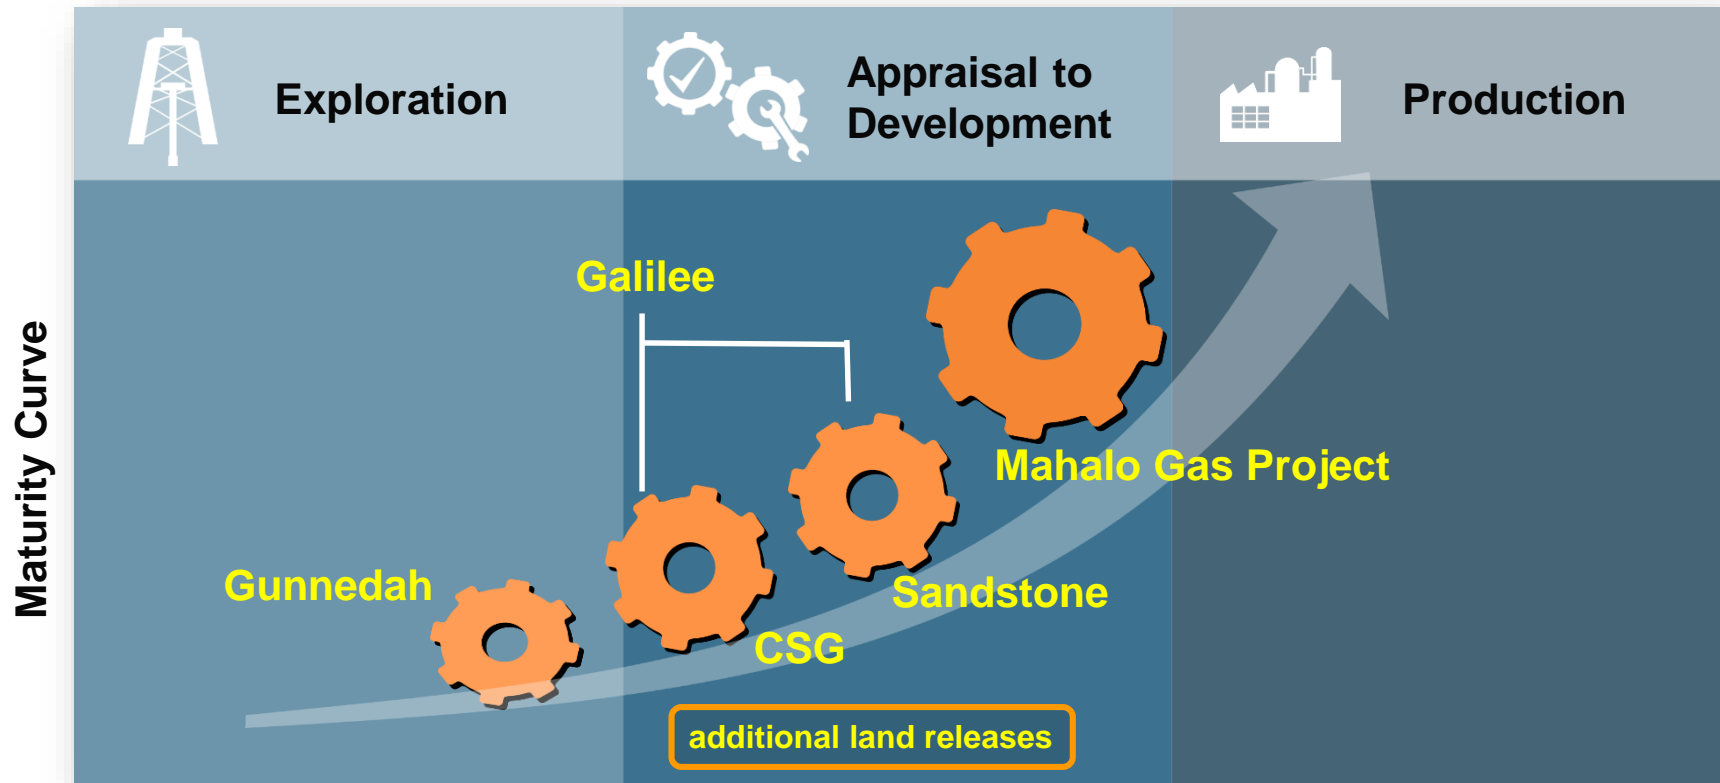 Exploration
Appraisal to
Development
Production
Maturity Curve
Galilee
Mahalo Gas Project
Gunnedah
Sandstone
CSG
additional land releases